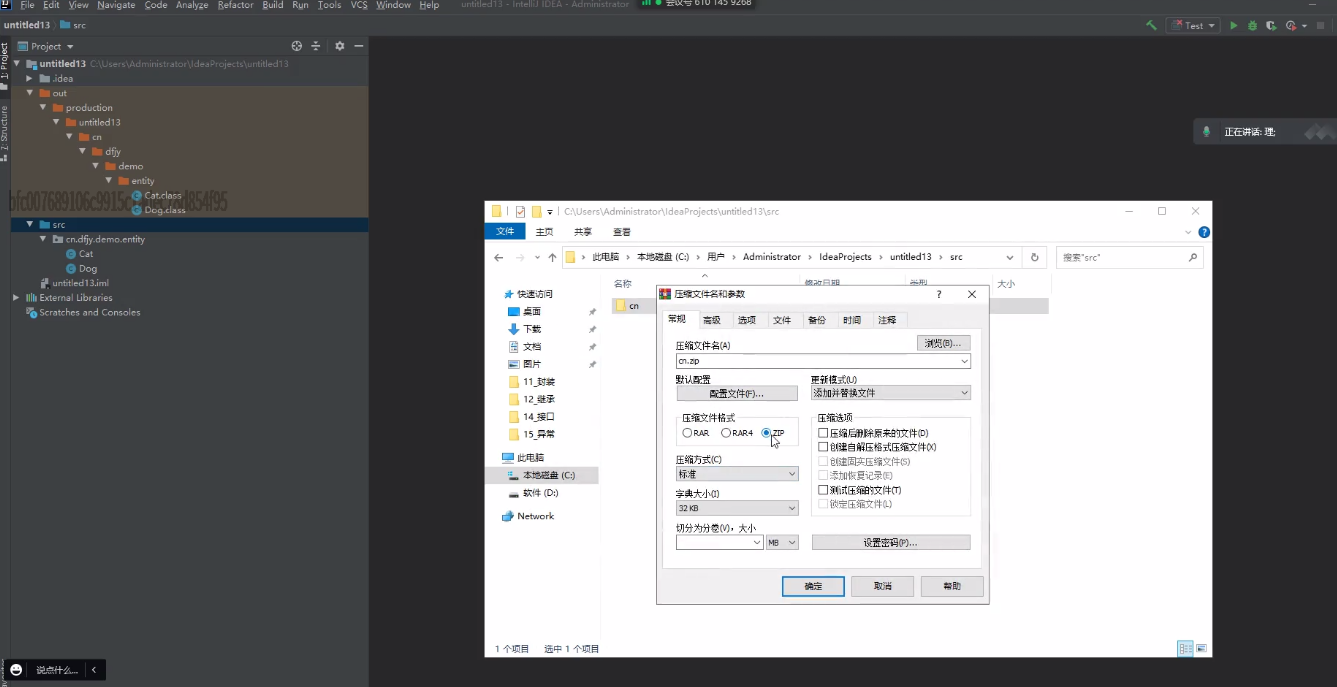 File Edit View Navigate Code Analyze Refactor Build Run Tools VCS Window Help
untitled13 - IntelliJ IDEA - Administrator
会议号 610 145 9268
untitled13
src
Test
Project
1: Project
untitled13 C:\Users\Administrator\IdeaProjects\untitled13
.idea
out
production
untitled13
cn
dfjy
demo
entity
Cat.class
Dog.class
src
cn.dfjy.demo.entity
Cat
Dog
untitled13.iml
External Libraries
Scratches and Consoles
Z: Structure
正在讲话: 理;
C:\Users\Administrator\IdeaProjects\untitled13\src
文件 主页 共享 查看
此电脑 本地磁盘 (C:) 用户 Administrator IdeaProjects untitled13 src
搜索"src"
名称 修改日期 类型 大小
快速访问
桌面
下载
文档
图片
11_封装
12_继承
14_接口
15_异常
此电脑
本地磁盘 (C:)
软件 (D:)
Network
cn
压缩文件名和参数
常规 高级 选项 文件 备份 时间 注释
压缩文件名(A)
浏览(B)...
cn.zip
默认配置
配置文件(F)...
更新模式(U)
添加并替换文件
压缩文件格式
RAR RAR4 ZIP
压缩方式(C)
标准
字典大小(I)
32 KB
切分为分卷(V), 大小
MB
压缩选项
压缩后删除原来的文件(D)
创建自解压格式压缩文件(X)
创建固实压缩文件(S)
添加恢复记录(E)
测试压缩的文件(T)
锁定压缩文件(L)
设置密码(P)...
确定 取消 帮助
1 个项目 选中 1 个项目
说点什么...